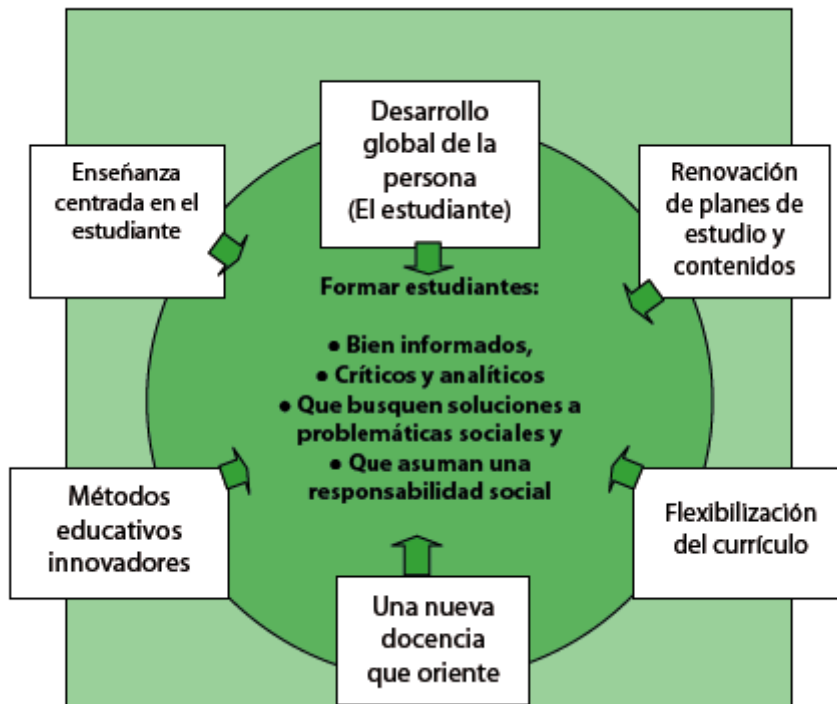 Desarrollo
global de la
persona
(El estudiante)
Enseñanza
centrada en el
estudiante
Renovación
de planes de
estudio y
contenidos
Formar estudiantes:
● Bien informados,
● Críticos y analíticos
● Que busquen soluciones a
problemáticas sociales y
● Que asuman una
responsabilidad social
Métodos
educativos
innovadores
Flexibilización
del currículo
Una nueva
docencia
que oriente